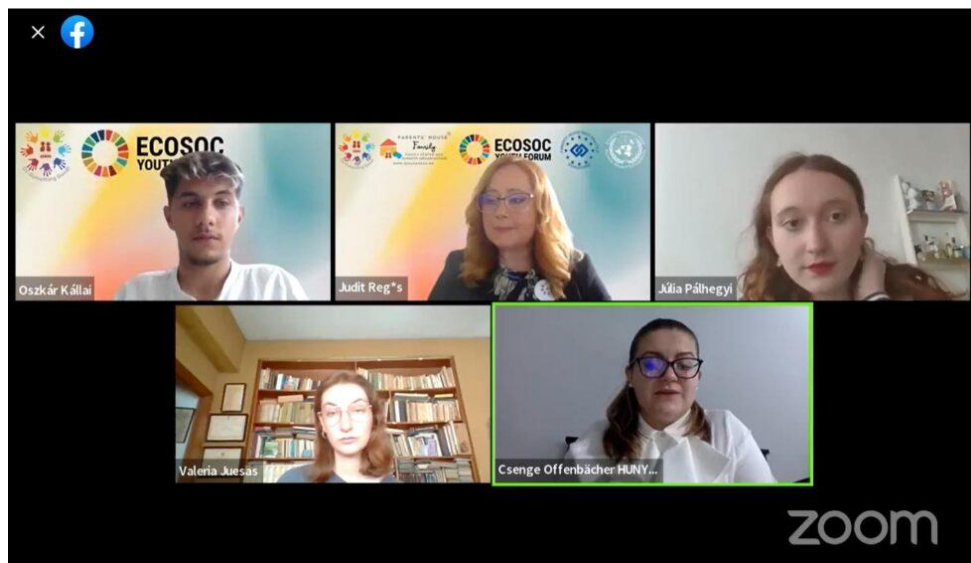 ECOSOC
YOUT
PARENTS' HOUSE
Family
ECOSOC
YOUTH FORUM
Oszkár Kállai
Judit Reg*s
Júlia Pálhegyi
Valeria Juesas
Csenge Offenbächer HUNY...
zoom